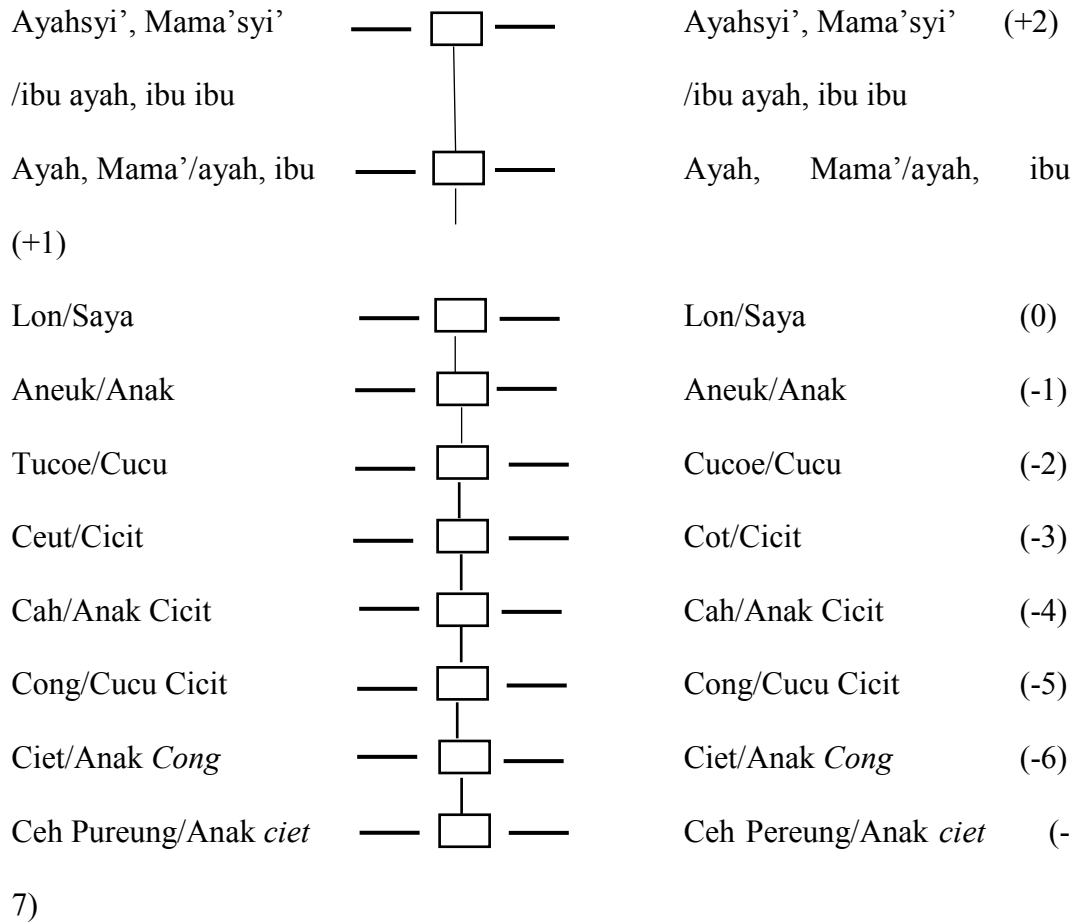 Ayahsyi’, Mama’syi’ Ayahsyi’, Mama’syi’ (+2)
/ibu ayah, ibu ibu /ibu ayah, ibu ibu
Ayah, Mama’/ayah, ibu Ayah, Mama’/ayah, ibu
(+1)
Lon/Saya Lon/Saya (0)
Aneuk/Anak Aneuk/Anak (-1)
Tucoe/Cucu Cucoe/Cucu (-2)
Ceut/Cicit Cot/Cicit (-3)
Cah/Anak Cicit Cah/Anak Cicit (-4)
Cong/Cucu Cicit Cong/Cucu Cicit (-5)
Ciet/Anak Cong Ciet/Anak Cong (-6)
Ceh Pureung/Anak ciet Ceh Pereung/Anak ciet (-
7)